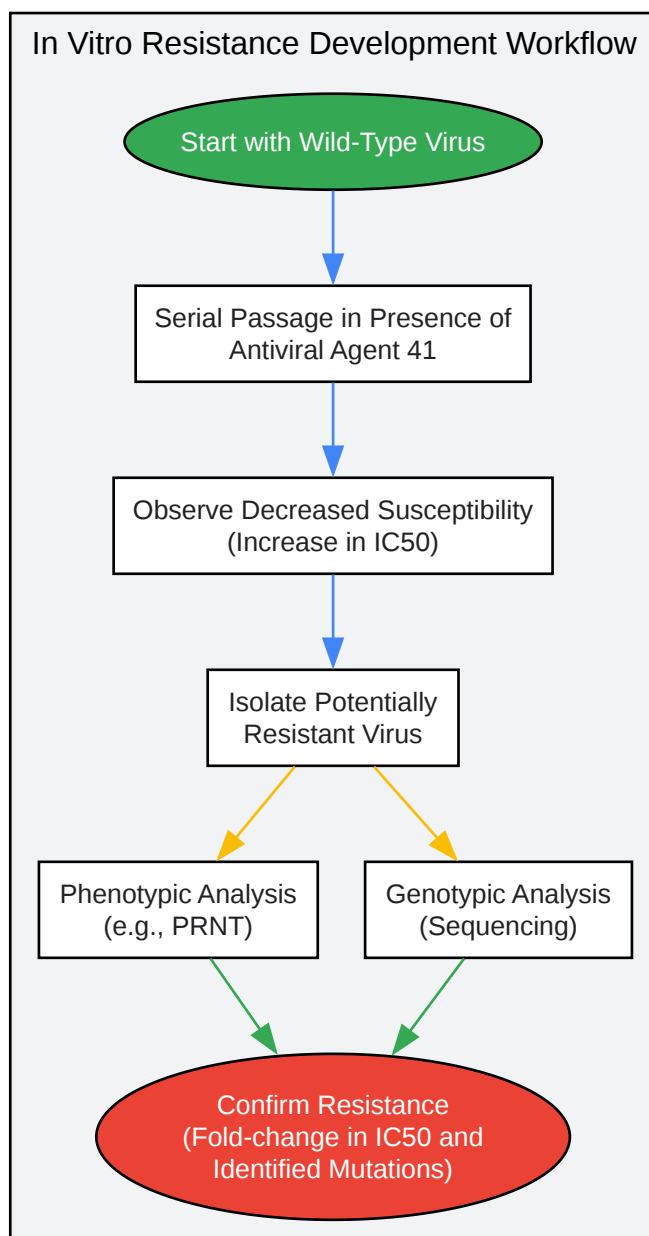 In Vitro Resistance Development Workflow
Start with Wild-Type Virus
Serial Passage in Presence of
Antiviral Agent 41
Observe Decreased Susceptibility
(Increase in IC50)
Isolate Potentially
Resistant Virus
Phenotypic Analysis
(e.g., PRNT)
Genotypic Analysis
(Sequencing)
Confirm Resistance
(Fold-change in IC50 and
Identified Mutations)